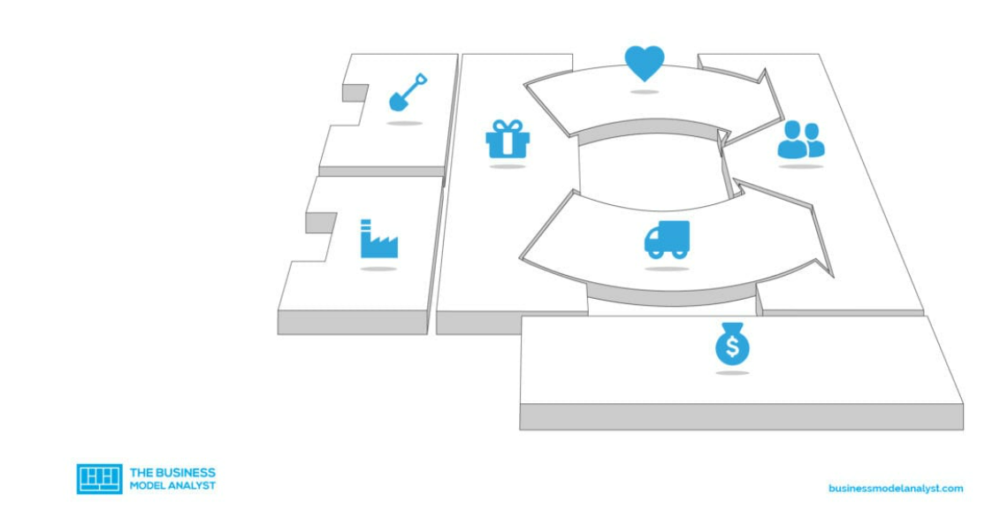 $
THE BUSINESS
MODEL ANALYST
businessmodelanalyst.com